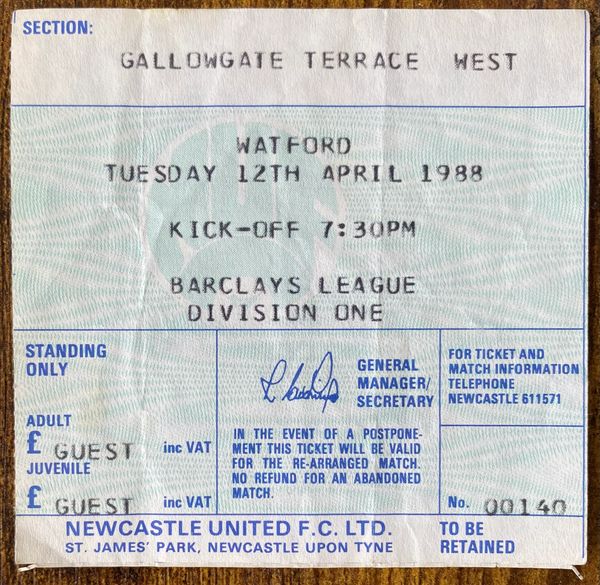 SECTION:
GALLOWGATE TERRACE WEST
WATFORD
TUESDAY 12TH APRIL 1988
KICK-OFF 7:30PM
BARCLAYS LEAGUE
DIVISION ONE
STANDING
ONLY
ADULT
£ GUEST inc VAT
JUVENILE
£ GUEST inc VAT
GENERAL
MANAGER/
SECRETARY
IN THE EVENT OF A POSTPONE-
MENT THIS TICKET WILL BE VALID
FOR THE RE-ARRANGED MATCH.
NO REFUND FOR AN ABANDONED
MATCH.
FOR TICKET AND
MATCH INFORMATION
TELEPHONE
NEWCASTLE 611571
No. 00140
NEWCASTLE UNITED F.C. LTD.
ST. JAMES' PARK, NEWCASTLE UPON TYNE
TO BE
RETAINED